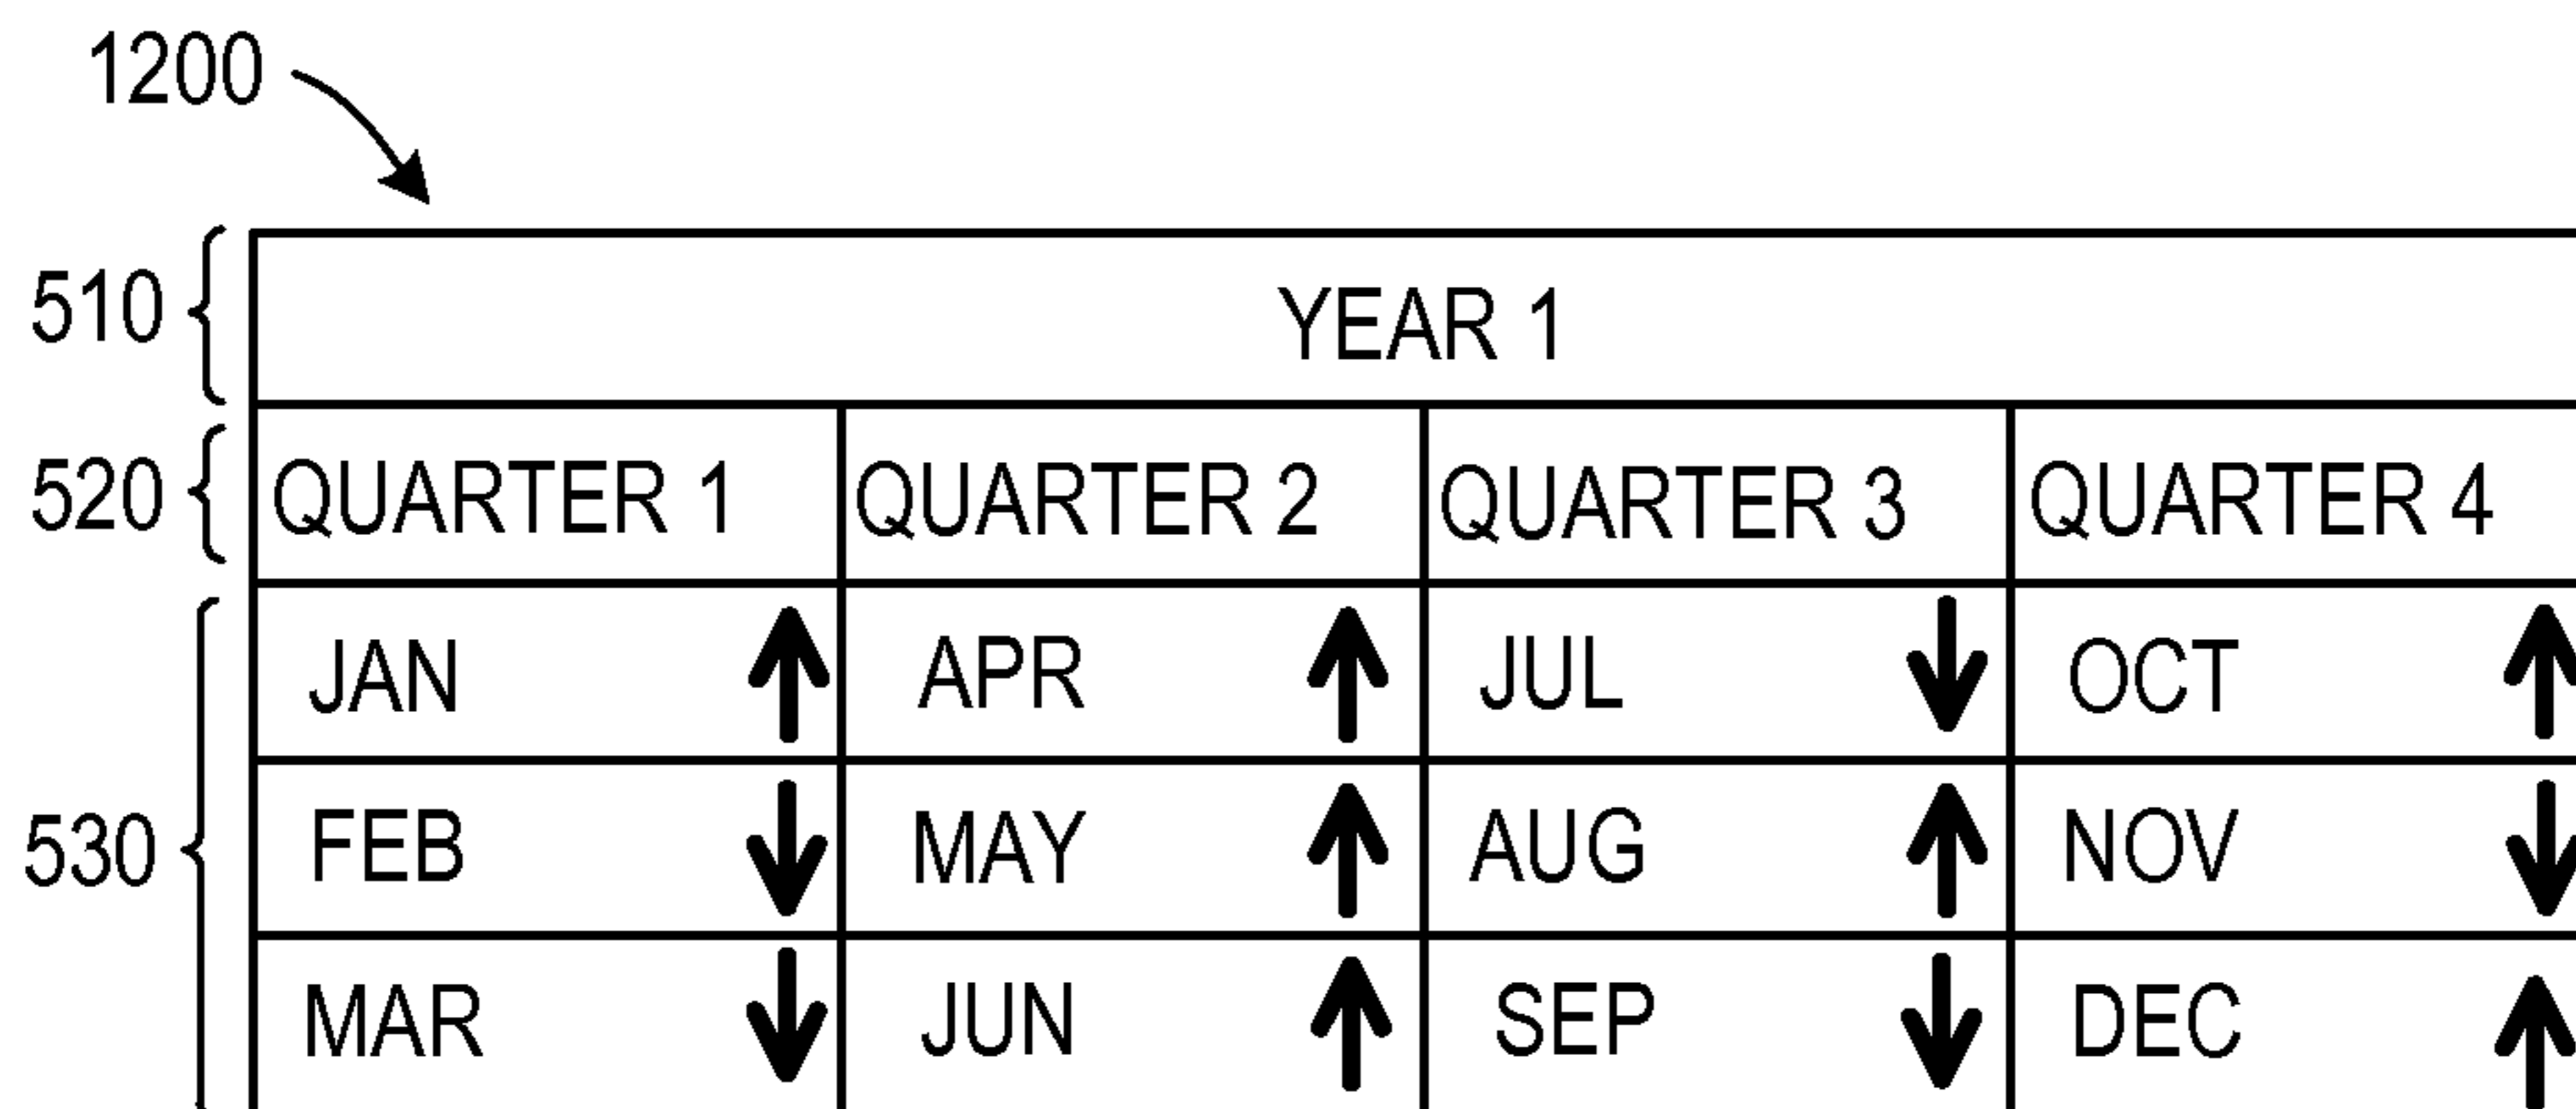 1200
510
YEAR 1
520
QUARTER 1 QUARTER 2 QUARTER 3 QUARTER 4
JAN ↑ APR ↑ JUL ↓ OCT ↑
530
FEB ↓ MAY ↑ AUG ↑ NOV ↓
MAR ↓ JUN ↑ SEP ↓ DEC ↑